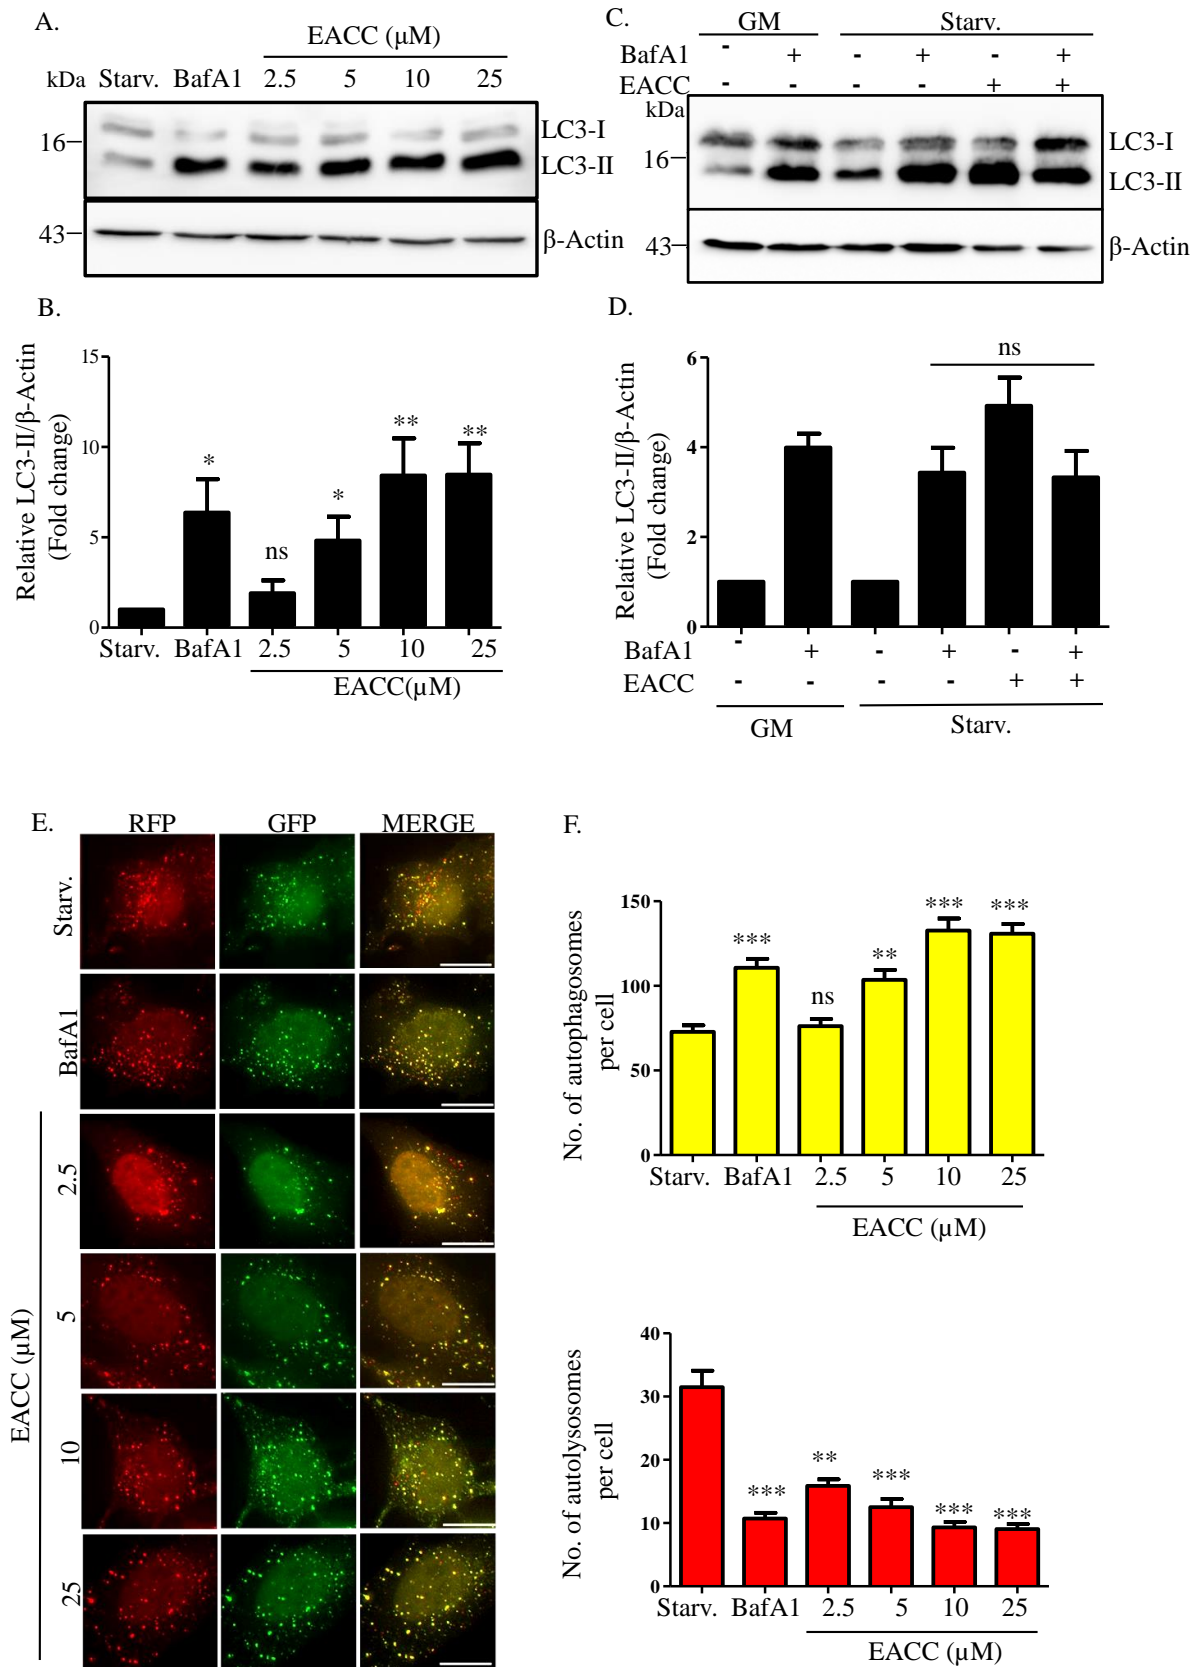 A.
EACC (µM)
kDa Starv. BafA1 2.5 5 10 25
16
LC3-I
LC3-II
43
β-Actin
C.
GM Starv.
BafA1 - + - + - +
EACC - - - - + +
kDa
16
LC3-I
LC3-II
43
β-Actin
B.
Relative LC3-II/β-Actin
(Fold change)
15
10
5
0
* ns * ** **
Starv. BafA1 2.5 5 10 25
EACC(µM)
D.
Relative LC3-II/β-Actin
(Fold change)
6
4
2
0
ns
BafA1 - + - + - +
EACC - - - - + +
GM Starv.
E.
RFP GFP MERGE
Starv.
BafA1
2.5
5
10
25
EACC (µM)
F.
No. of autophagosomes
per cell
150
100
50
0
*** ns ** *** ***
Starv. BafA1 2.5 5 10 25
EACC (µM)
No. of autolysosomes
per cell
40
30
20
10
0
*** ** *** *** ***
Starv. BafA1 2.5 5 10 25
EACC (µM)